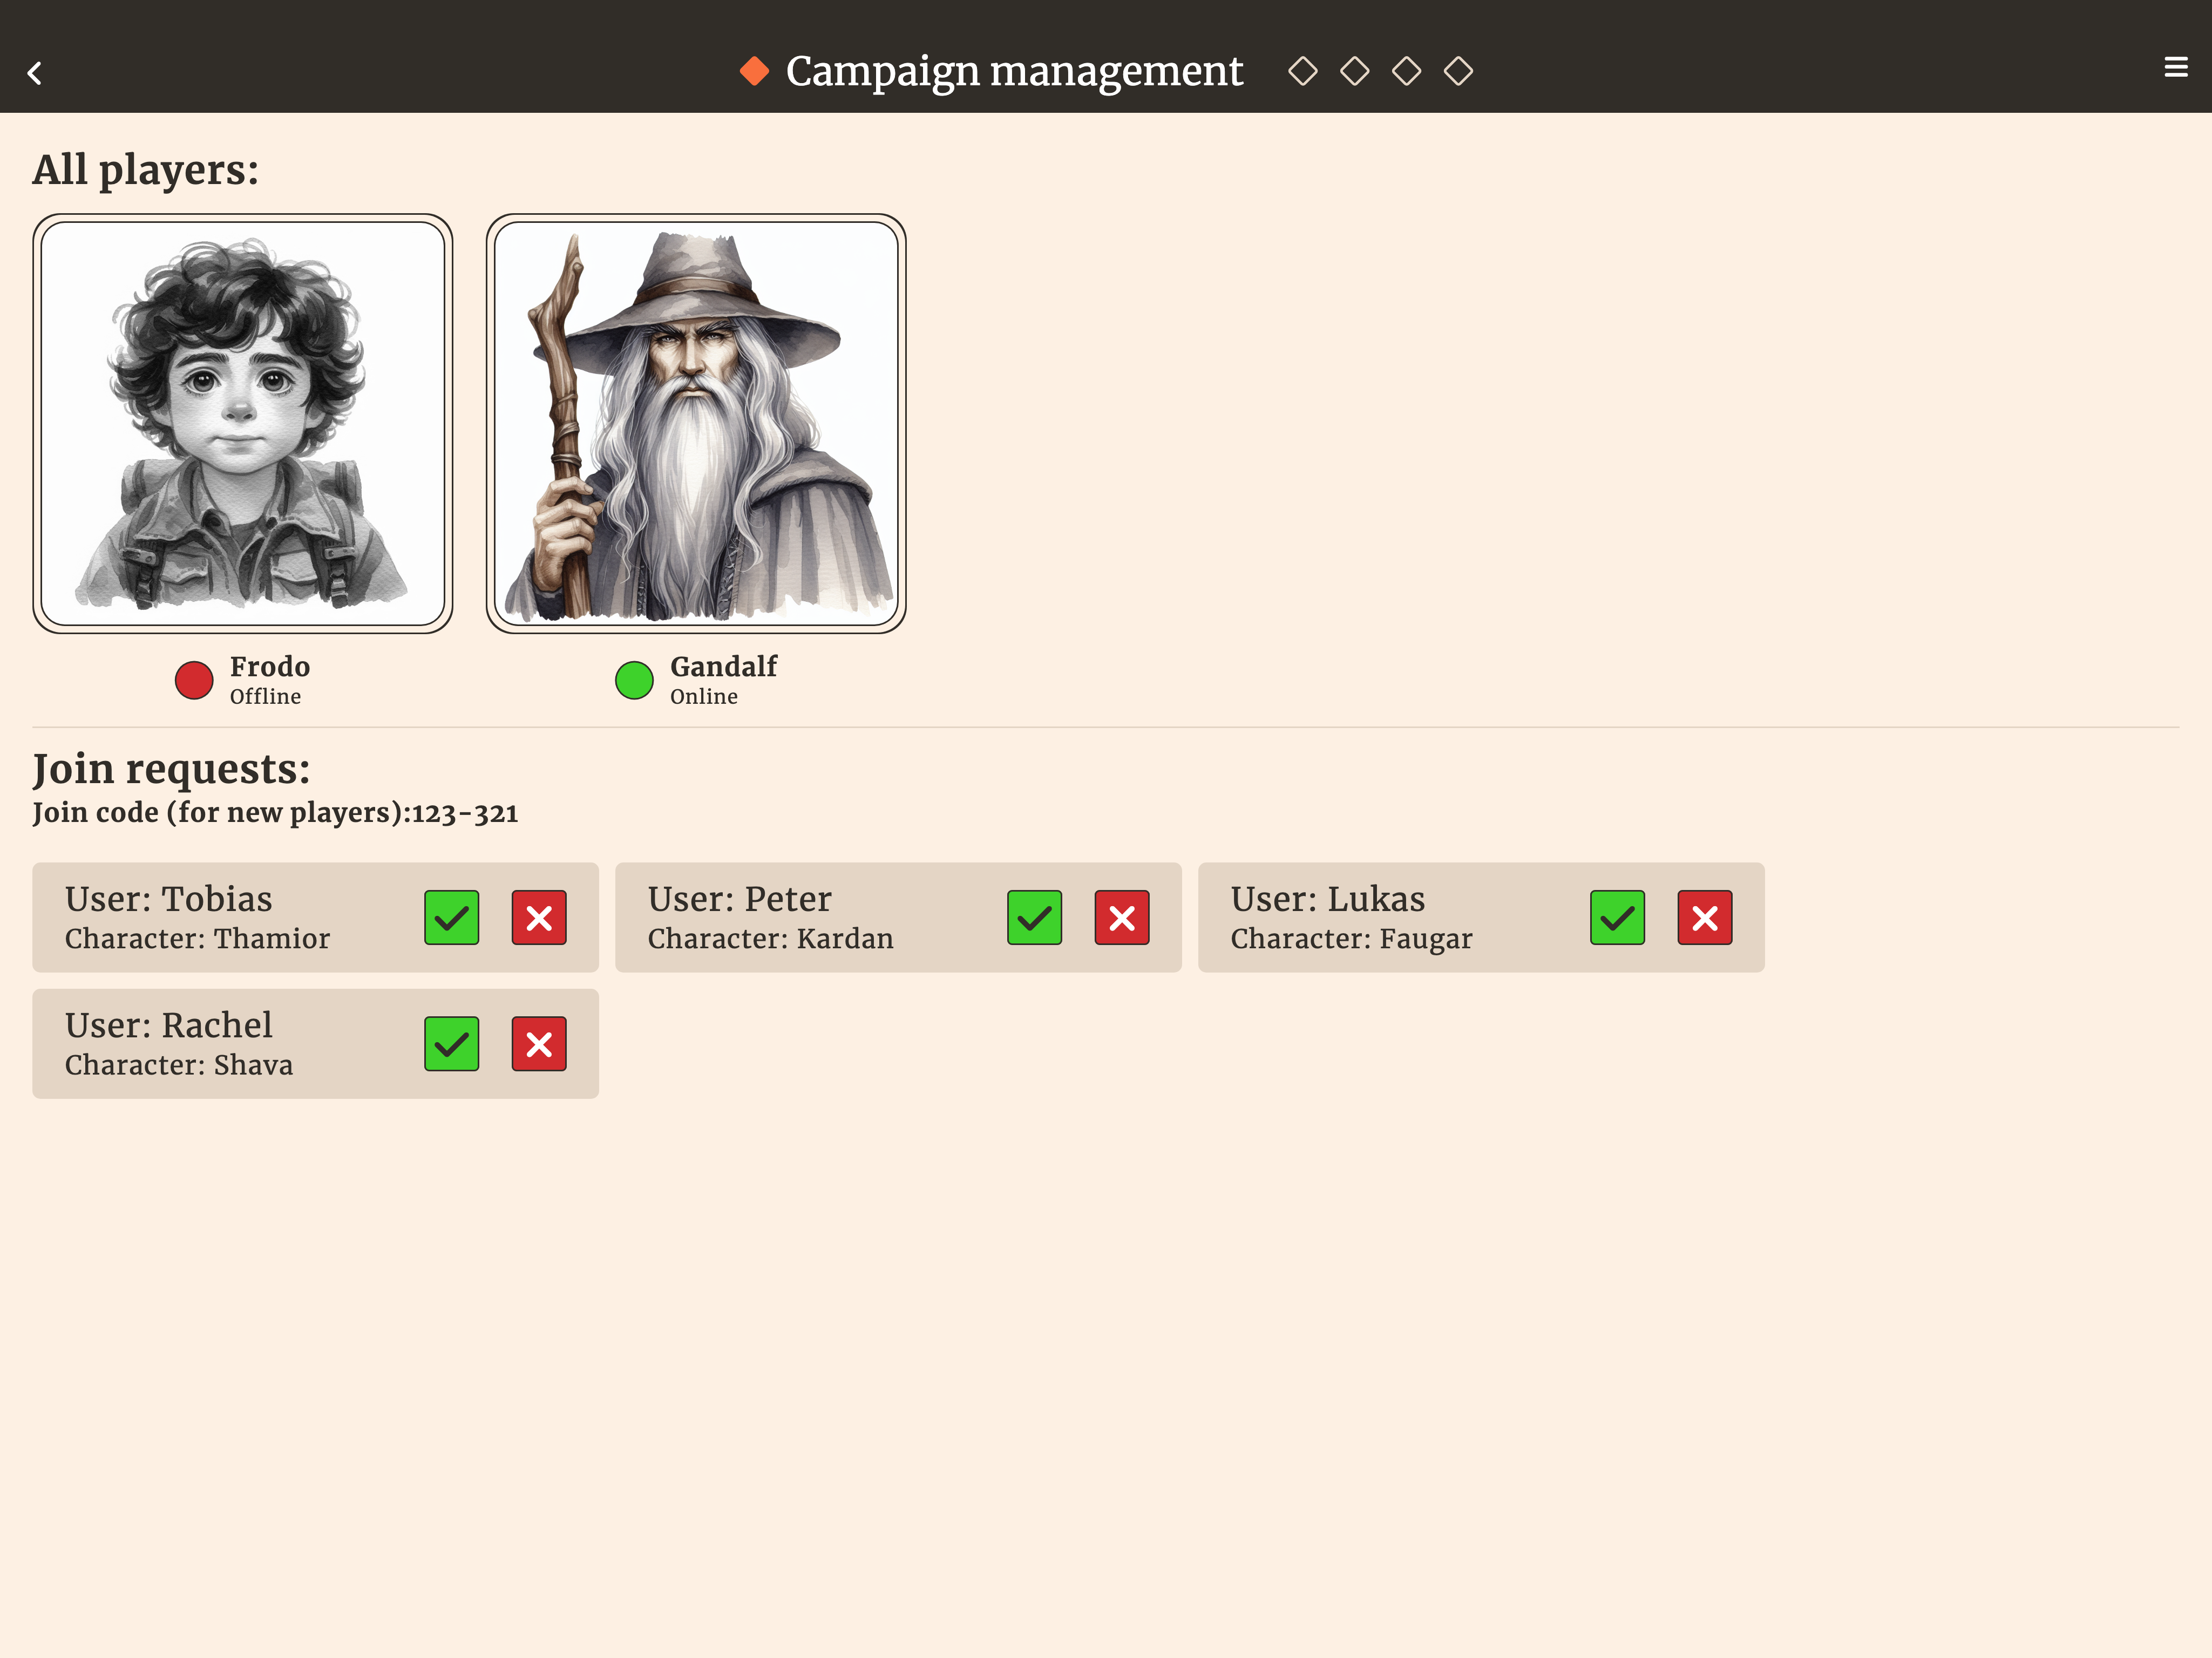 Campaign management
All players:
Frodo
Offline
Gandalf
Online
Join requests:
Join code (for new players):123-321
User: Tobias
Character: Thamior
User: Peter
Character: Kardan
User: Lukas
Character: Faugar
User: Rachel
Character: Shava